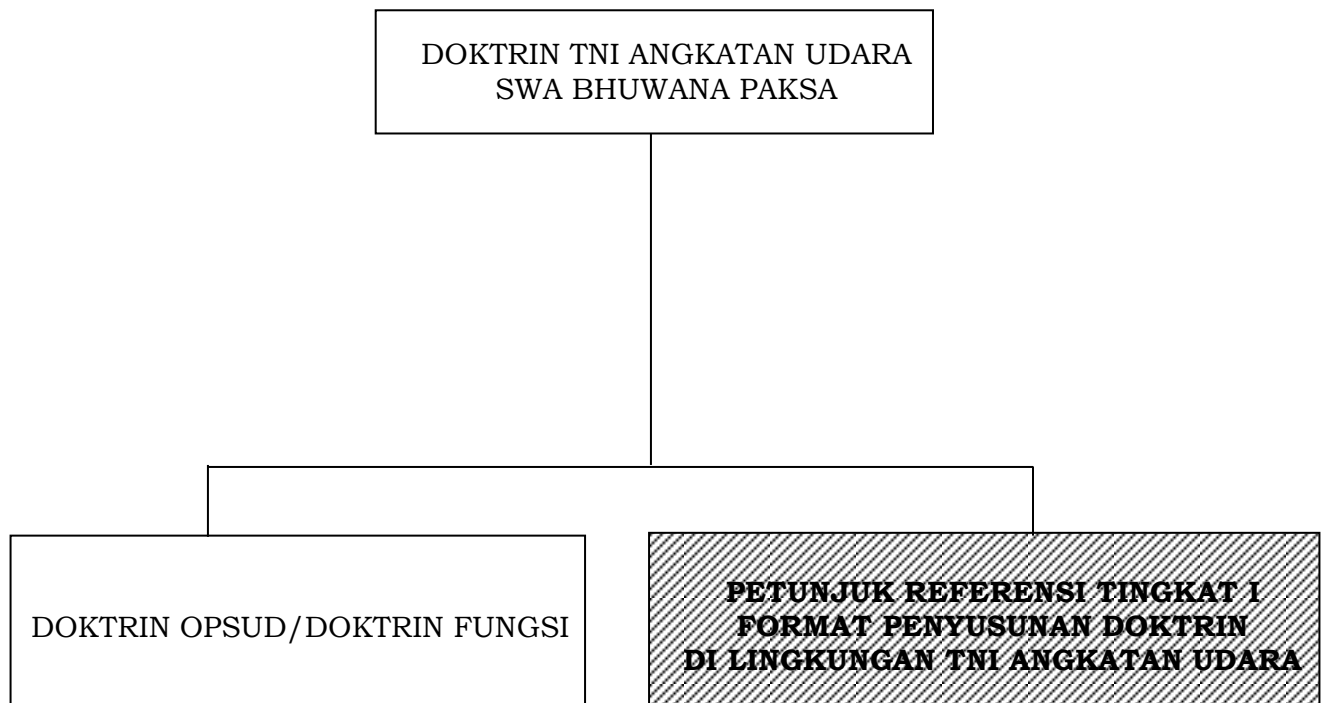 DOKTRIN TNI ANGKATAN UDARA
SWA BHUWANA PAKSA
DOKTRIN OPSUD/DOKTRIN FUNGSI
PETUNJUK REFERENSI TINGKAT I
FORMAT PENYUSUNAN DOKTRIN
DI LINGKUNGAN TNI ANGKATAN UDARA